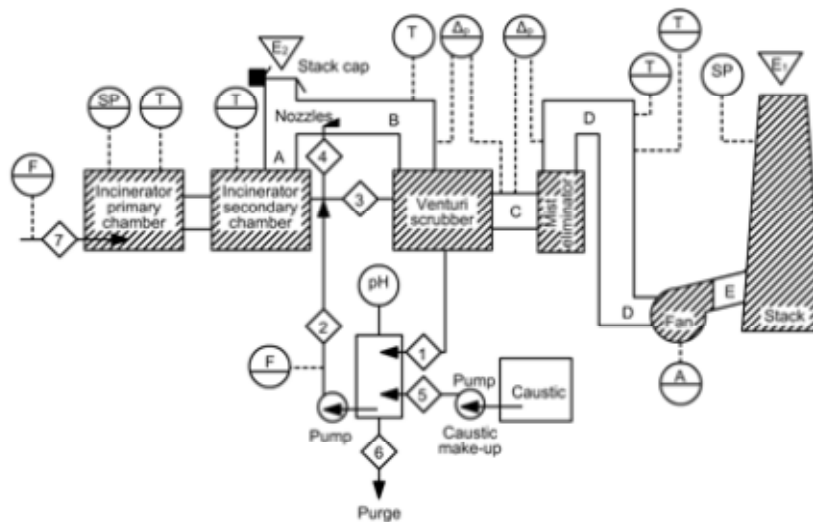 T
E₂
T
Δp
Δp
T
SP
E₁
Stack cap
SP
T
T
Nozzles
B
D
F
A
4
Incinerator
primary
chamber
Incinerator
secondary
chamber
3
Venturi
scrubber
C
Mist
eliminator
7
pH
D
E
Fan
Stack
2
1
F
5
Pump
Caustic
A
Pump
Caustic
make-up
6
Purge